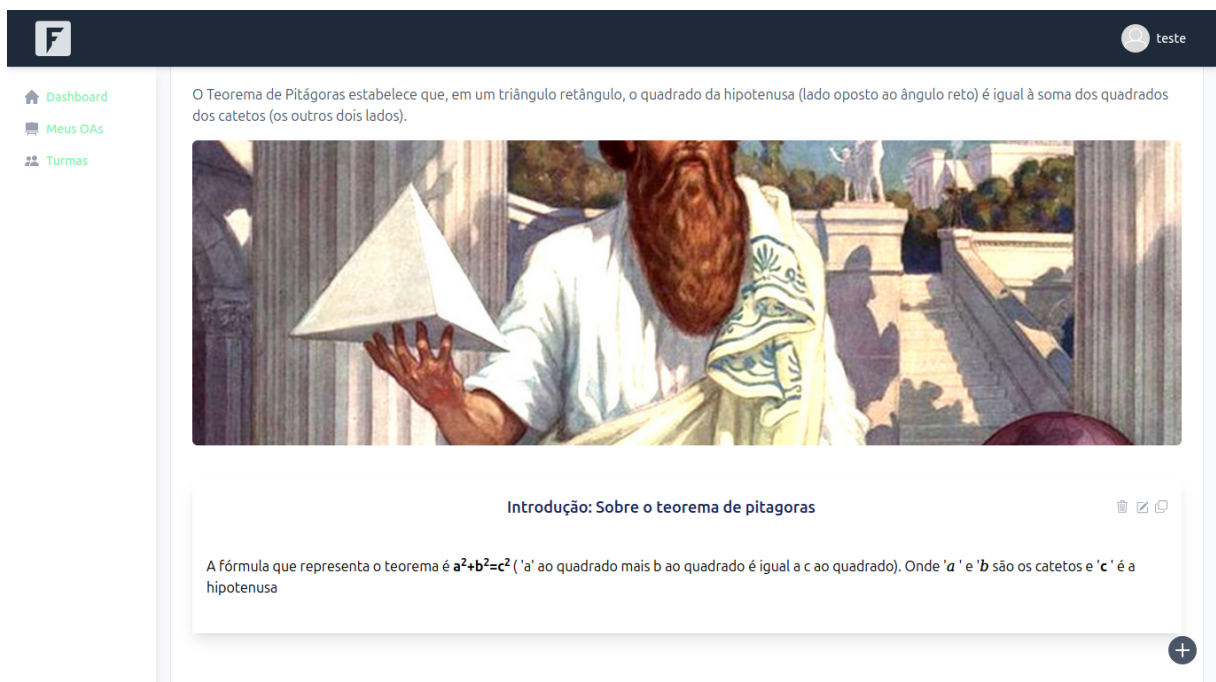 F
teste
Dashboard
Meus OAs
Turmas
O Teorema de Pitágoras estabelece que, em um triângulo retângulo, o quadrado da hipotenusa (lado oposto ao ângulo reto) é igual à soma dos quadrados
dos catetos (os outros dois lados).
Introdução: Sobre o teorema de pitagoras
A fórmula que representa o teorema é a²+b²=c² ( 'a' ao quadrado mais b ao quadrado é igual a c ao quadrado). Onde 'a ' e 'b são os catetos e 'c ' é a
hipotenusa